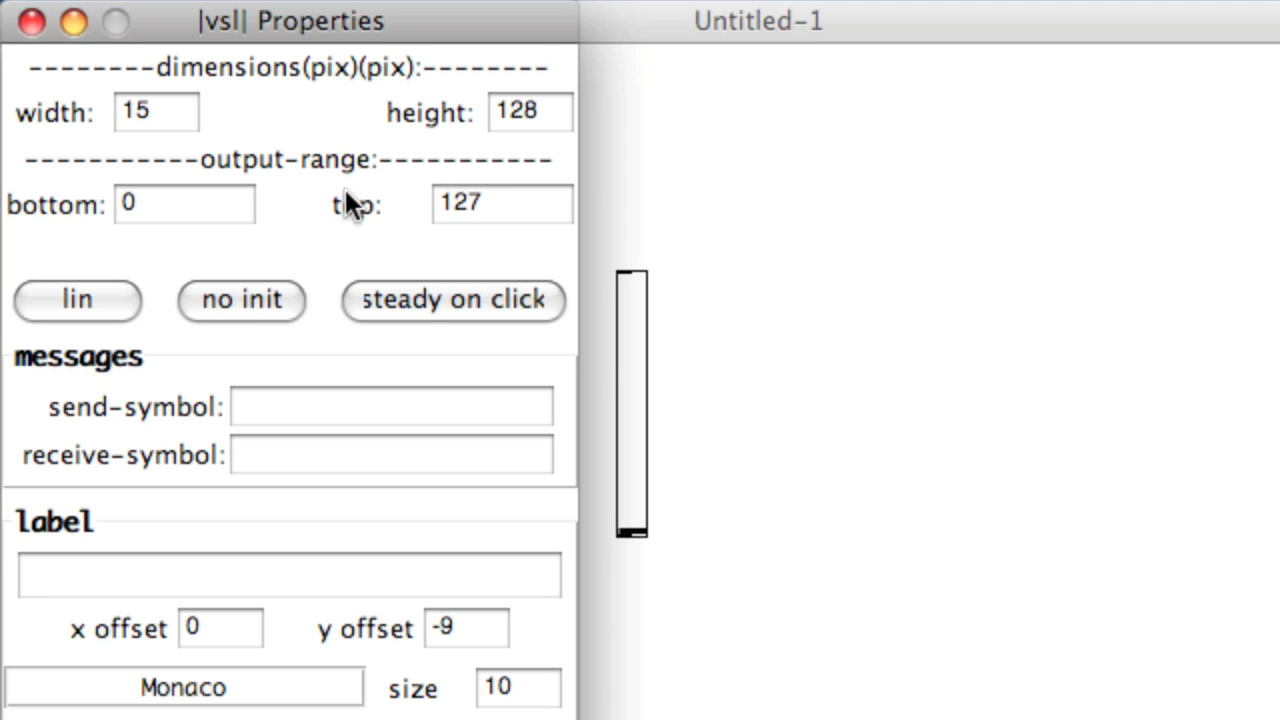 |vsl| Properties
Untitled-1
--------dimensions(pix)(pix):--------
width: 15 height: 128
-----------output-range:-----------
bottom: 0 top: 127
lin no init steady on click
messages
send-symbol:
receive-symbol:
label
x offset 0 y offset -9
Monaco size 10